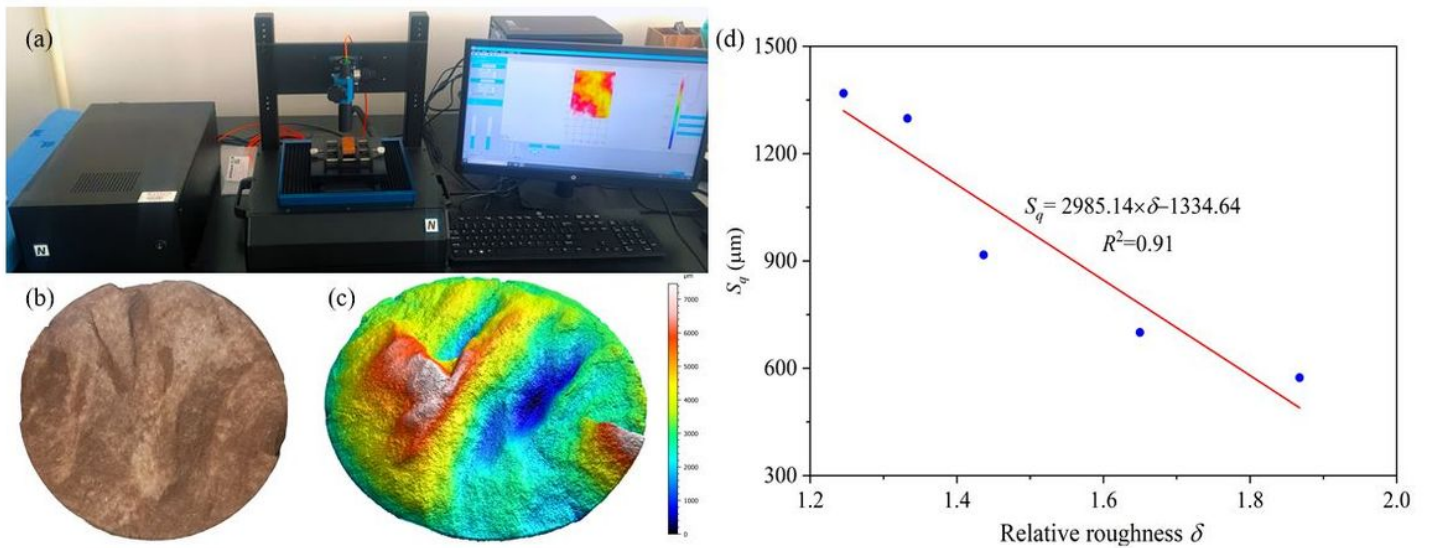 (a)
N
N
(b)
(c)
µm
7000
6000
5000
4000
3000
2000
1000
0
(d)
1500
1200
900
600
300
S_q (µm)
S_q= 2985.14×δ−1334.64
R²=0.91
1.2 1.4 1.6 1.8 2.0
Relative roughness δ